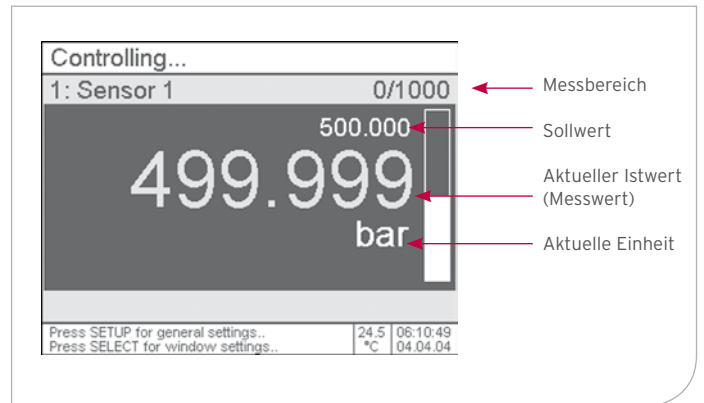 Controlling...
1: Sensor 1 0/1000
Messbereich
500.000
Sollwert
499.999
Aktueller Istwert
(Messwert)
bar
Aktuelle Einheit
Press SETUP for general settings..
Press SELECT for window settings..
24.5
°C
06:10:49
04.04.04